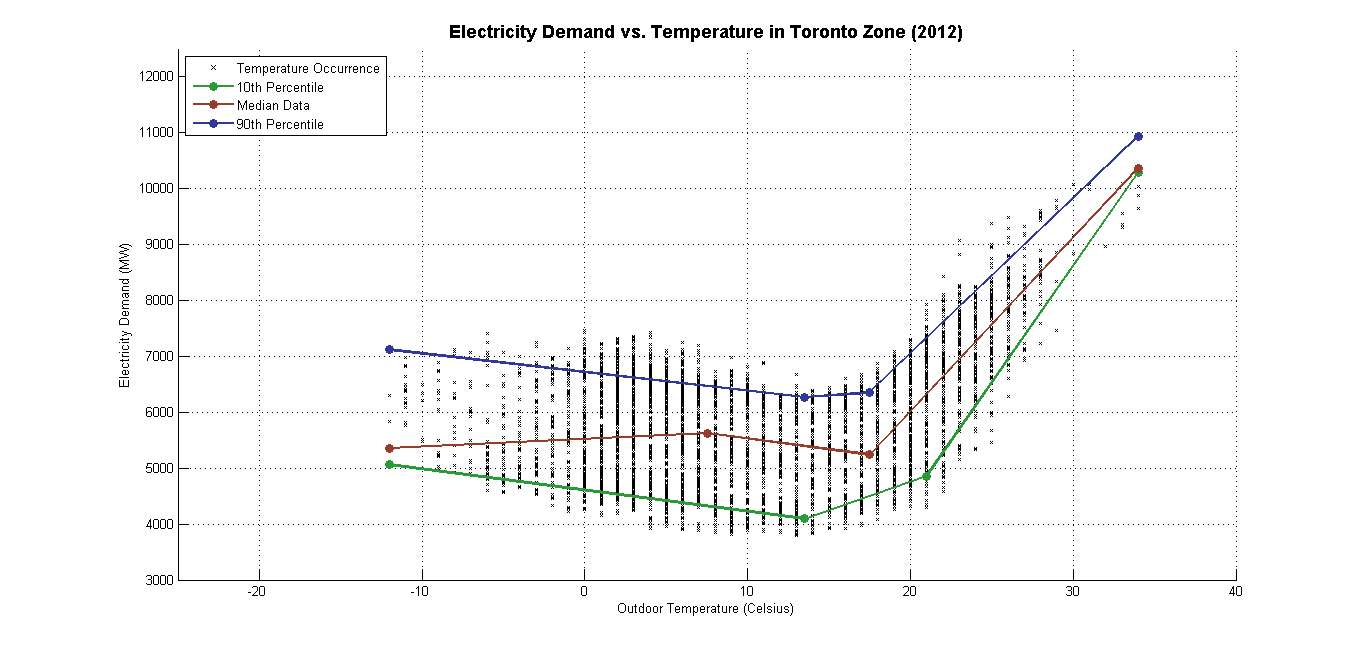 Electricity Demand vs. Temperature in Toronto Zone (2012)
Temperature Occurrence
10th Percentile
Median Data
90th Percentile
12000
11000
10000
9000
8000
7000
6000
5000
4000
3000
Electricity Demand (MW)
-20 -10 0 10 20 30 40
Outdoor Temperature (Celsius)